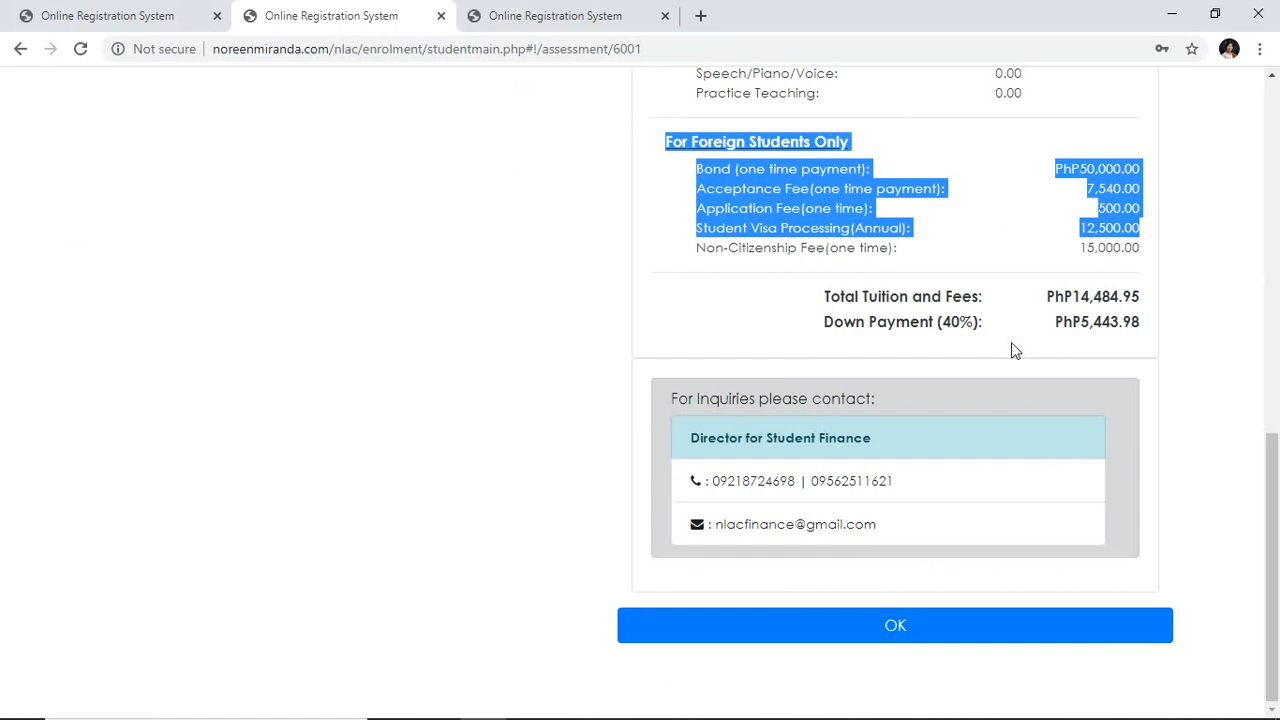 Online Registration System
Online Registration System
Online Registration System
Not secure | noreenmiranda.com/nlac/enrolment/studentmain.php#!/assessment/6001
Speech/Piano/Voice: 0.00
Practice Teaching: 0.00
For Foreign Students Only
Bond (one time payment): PhP50,000.00
Acceptance Fee(one time payment): 7,540.00
Application Fee(one time): 500.00
Student Visa Processing(Annual): 12,500.00
Non-Citizenship Fee(one time): 15,000.00
Total Tuition and Fees: PhP14,484.95
Down Payment (40%): PhP5,443.98
For Inquiries please contact:
Director for Student Finance
: 09218724698 | 09562511621
: nlacfinance@gmail.com
OK